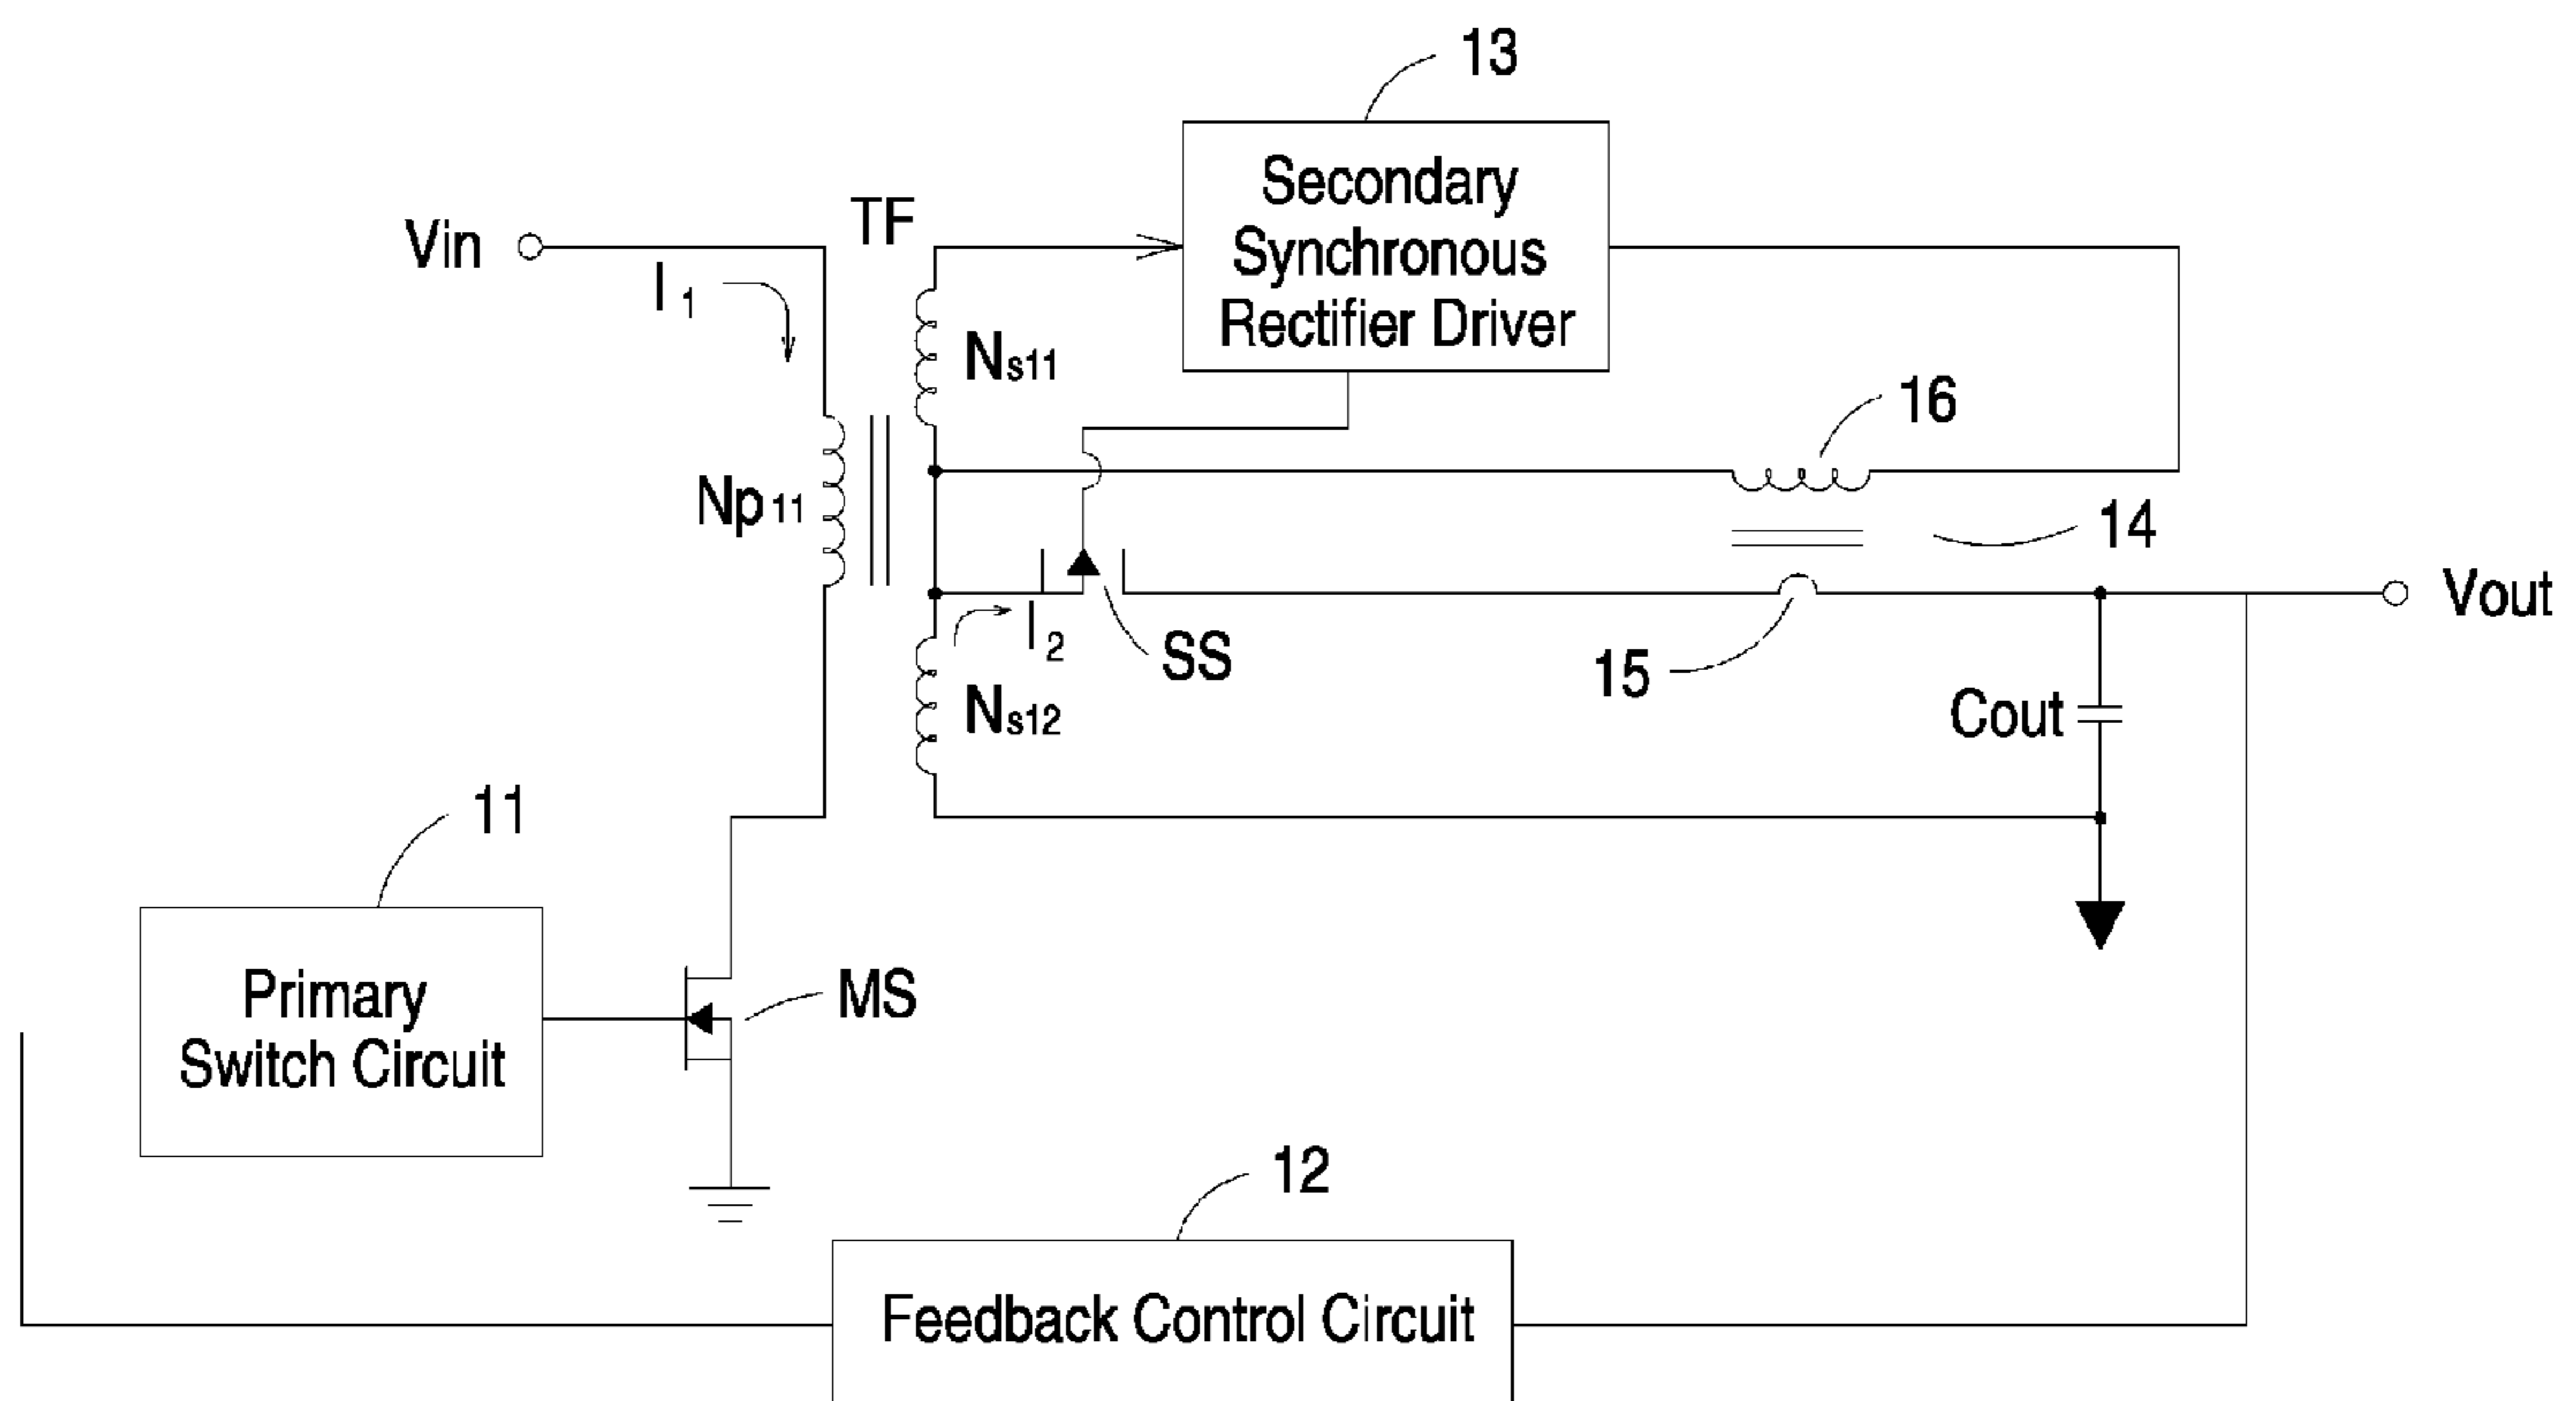 13
Secondary
Synchronous
Rectifier Driver
TF
Vin
I1
Ns11
16
Np11
14
Vout
I2
SS
15
Ns12
Cout
11
Primary
Switch Circuit
MS
12
Feedback Control Circuit